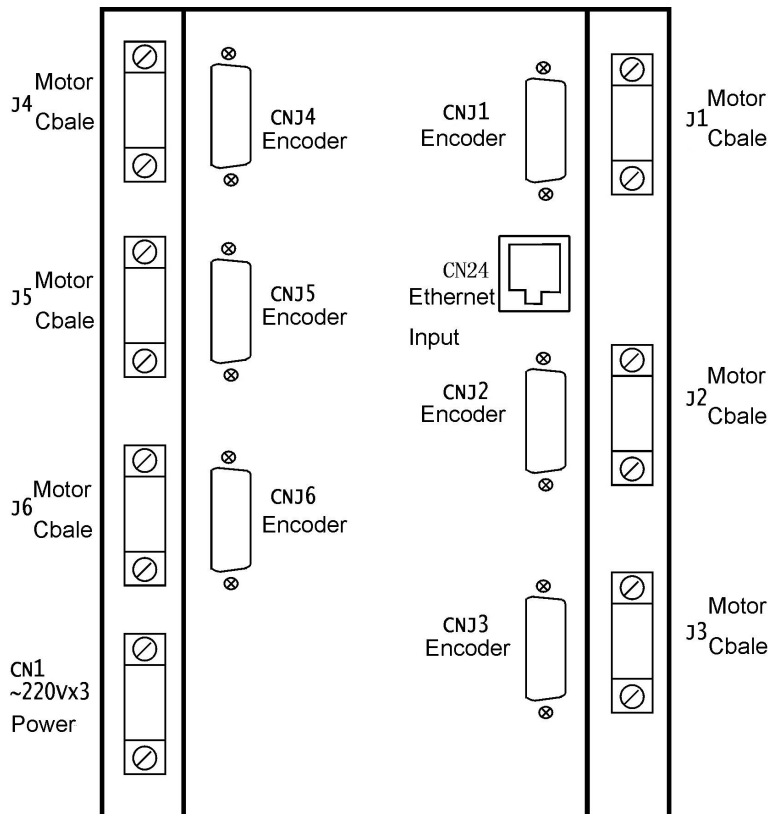 Motor
J4
Cbale
CNJ4
Encoder
CNJ1
Encoder
Motor
J1
Cbale
Motor
J5
Cbale
CNJ5
Encoder
CN24
Ethernet
Input
CNJ2
Encoder
Motor
J2
Cbale
Motor
J6
Cbale
CNJ6
Encoder
CNJ3
Encoder
Motor
J3
Cbale
CN1
~220Vx3
Power